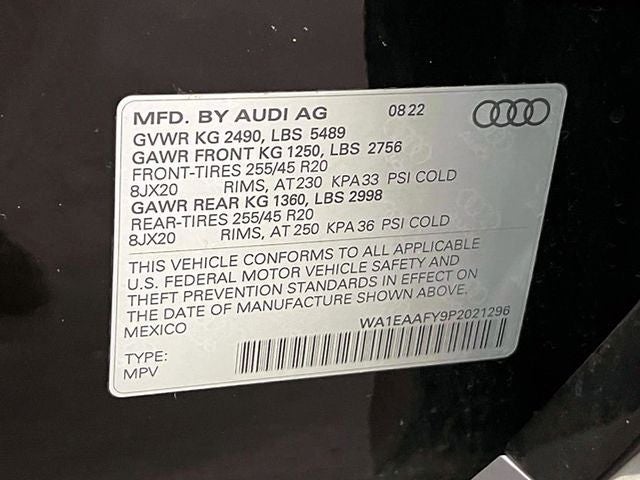 MFD. BY AUDI AG 08 22
GVWR KG 2490, LBS 5489
GAWR FRONT KG 1250, LBS 2756
FRONT-TIRES 255/45 R20
8JX20 RIMS, AT 230 KPA 33 PSI COLD
GAWR REAR KG 1360, LBS 2998
REAR-TIRES 255/45 R20
8JX20 RIMS, AT 250 KPA 36 PSI COLD
THIS VEHICLE CONFORMS TO ALL APPLICABLE
U.S. FEDERAL MOTOR VEHICLE SAFETY AND
THEFT PREVENTION STANDARDS IN EFFECT ON
THE DATE OF MANUFACTURE SHOWN ABOVE.
MEXICO
WA1EAAFY9P2021296
TYPE:
MPV